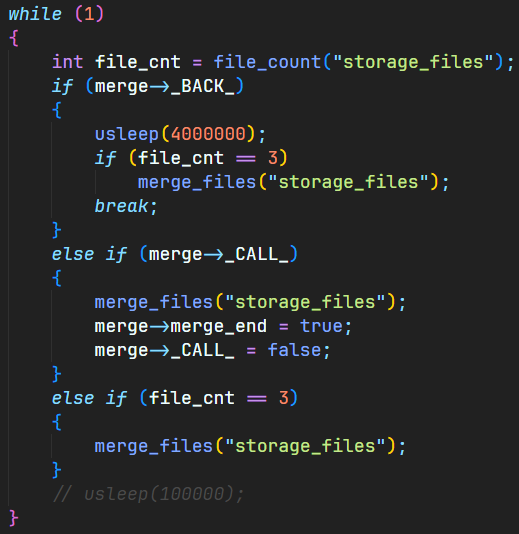 while (1)
{
    int file_cnt = file_count("storage_files");
    if (merge->_BACK_)
    {
        usleep(4000000);
        if (file_cnt == 3)
            merge_files("storage_files");
        break;
    }
    else if (merge->_CALL_)
    {
        merge_files("storage_files");
        merge->merge_end = true;
        merge->_CALL_ = false;
    }
    else if (file_cnt == 3)
    {
        merge_files("storage_files");
    }
    // usleep(100000);
}